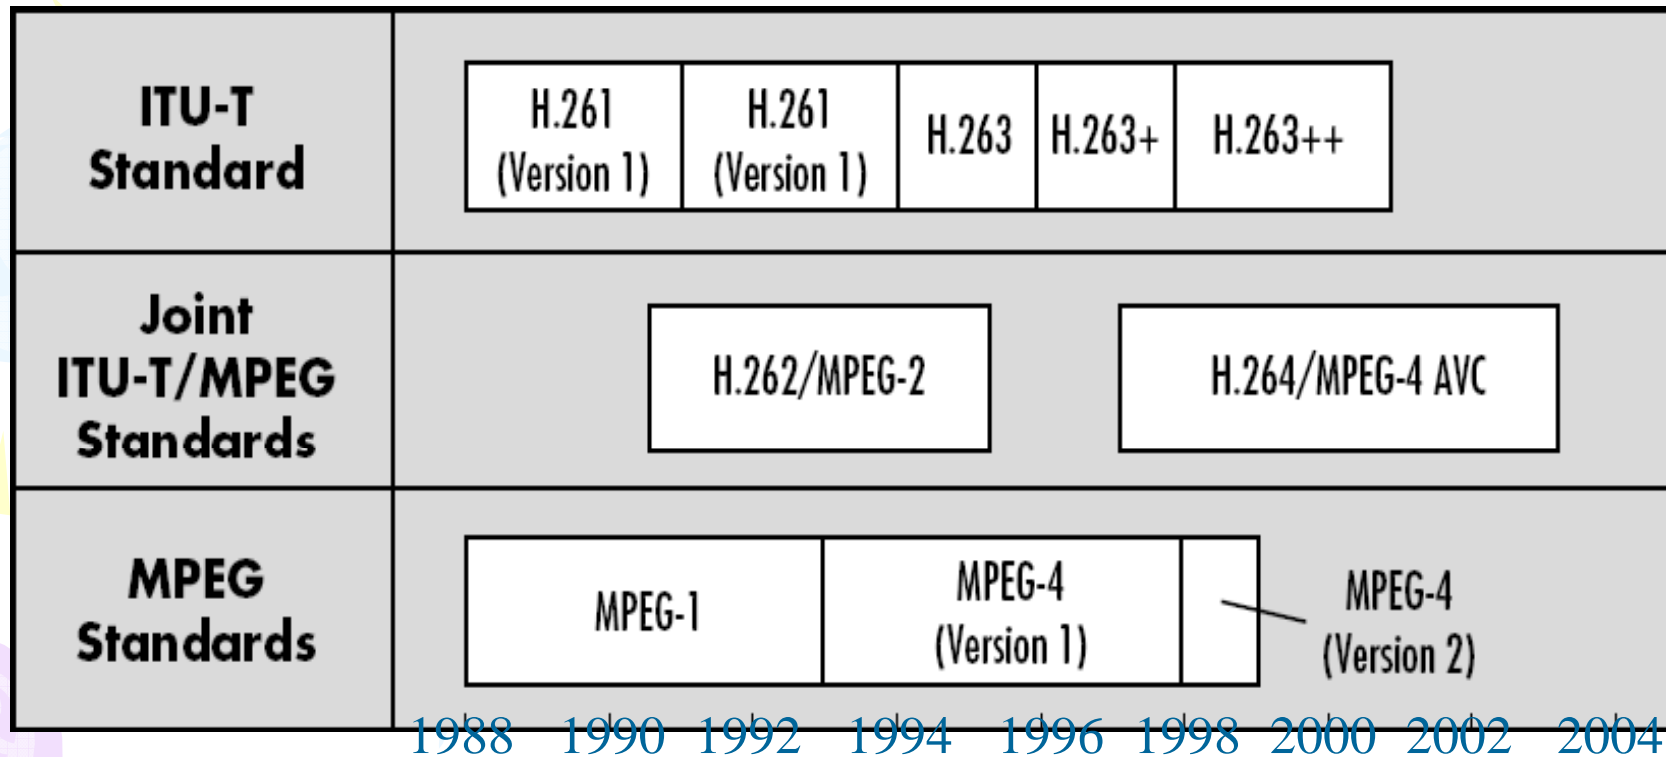 ITU-T
Standard
H.261
(Version 1)
H.261
(Version 1)
H.263
H.263+
H.263++
Joint
ITU-T/MPEG
Standards
H.262/MPEG-2
H.264/MPEG-4 AVC
MPEG
Standards
MPEG-1
MPEG-4
(Version 1)
MPEG-4
(Version 2)
1988 1990 1992 1994 1996 1998 2000 2002 2004